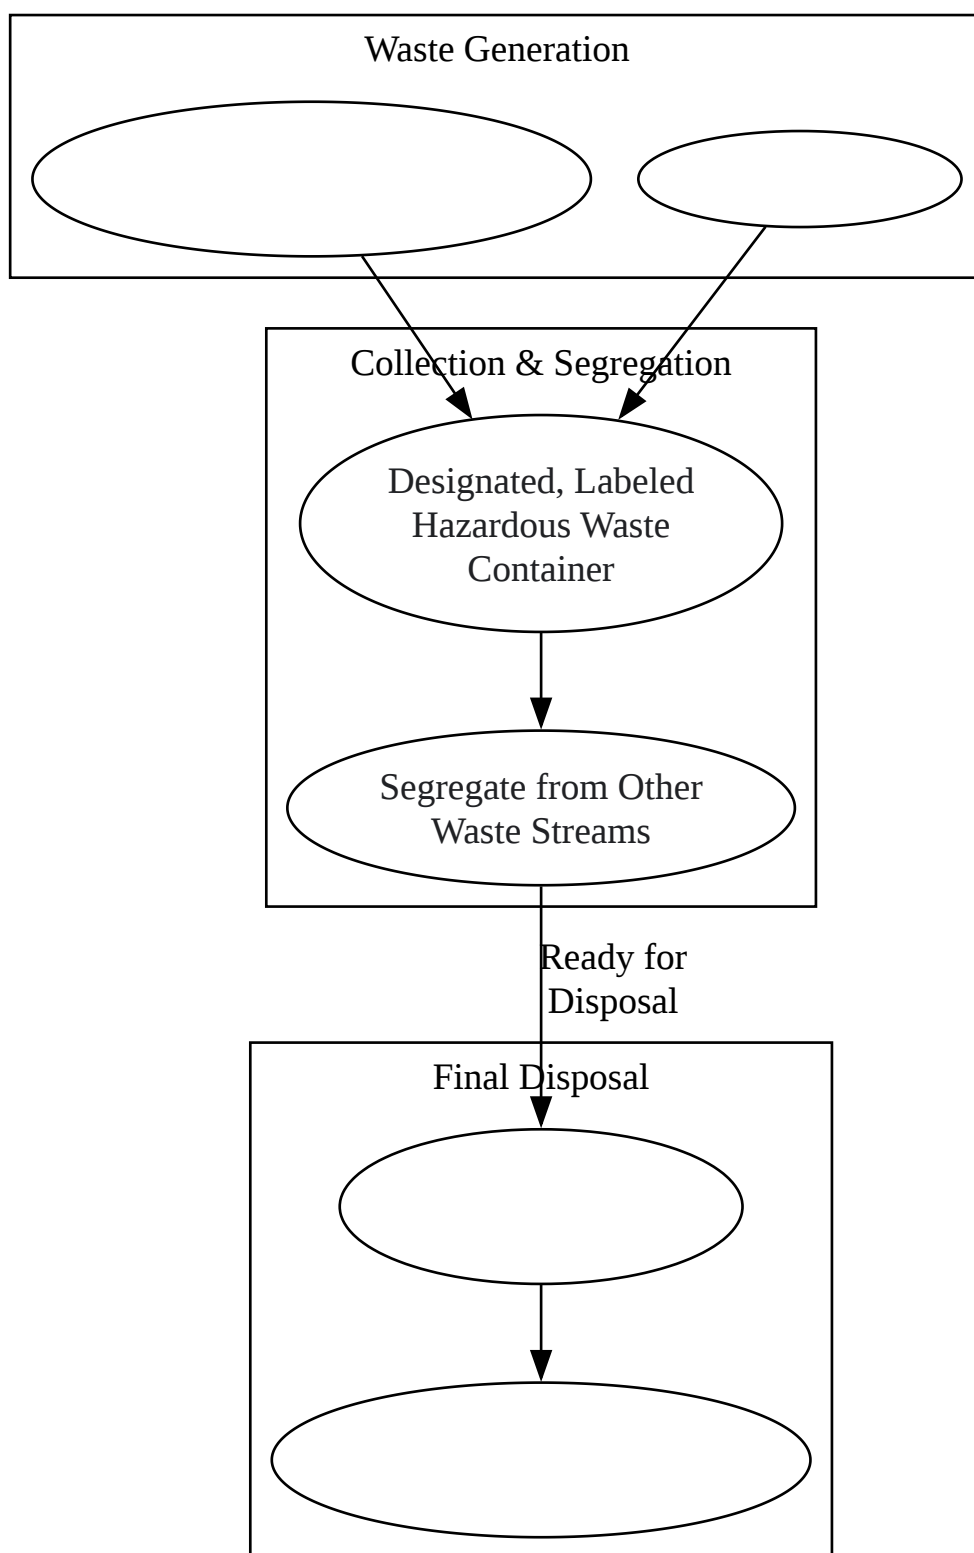 Waste Generation
Collection & Segregation
Designated, Labeled
Hazardous Waste
Container
Segregate from Other
Waste Streams
Ready for
Disposal
Final Disposal